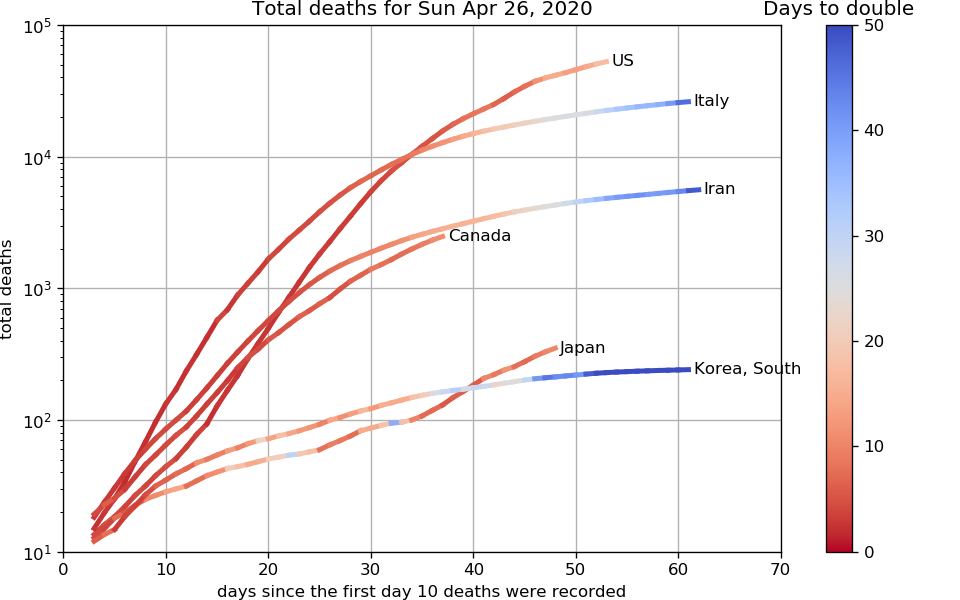 Total deaths for Sun Apr 26, 2020
Days to double
10⁵
10⁴
10³
10²
10¹
total deaths
US
Italy
Iran
Canada
Japan
Korea, South
0 10 20 30 40 50 60 70
days since the first day 10 deaths were recorded
50
40
30
20
10
0